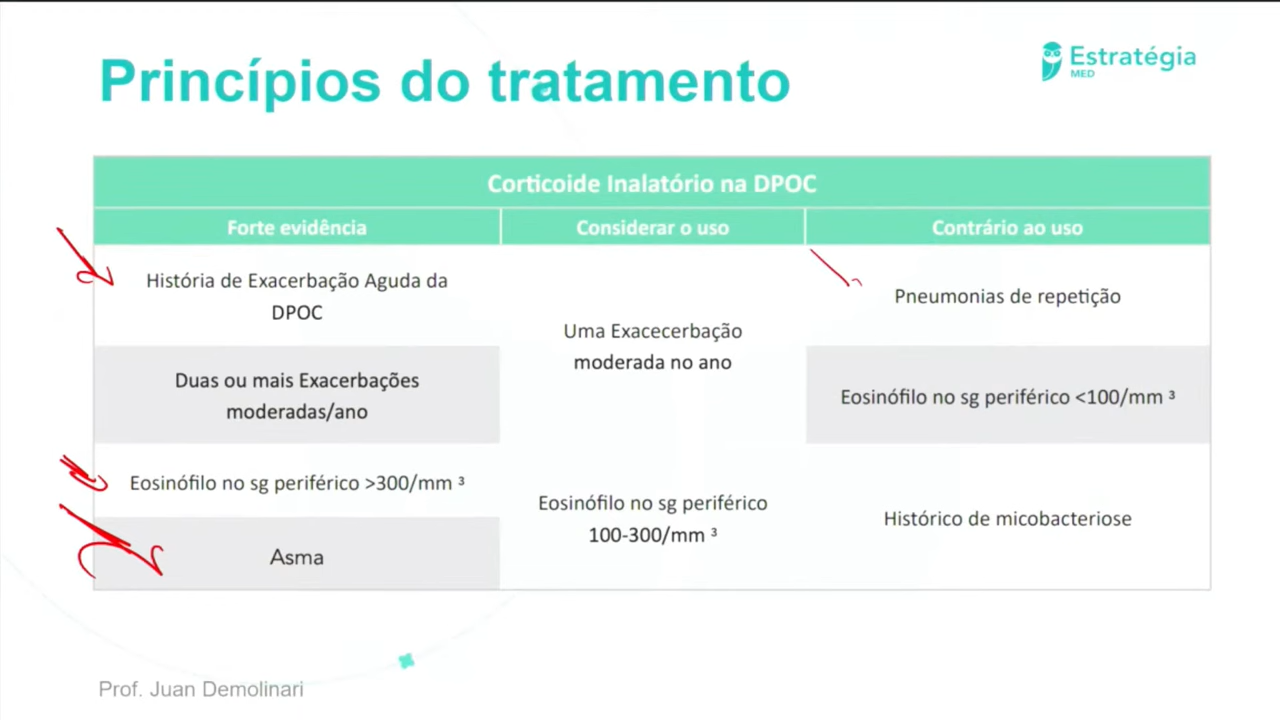 Princípios do tratamento
Estratégia
MED
Corticoide Inalatório na DPOC
Forte evidência
Considerar o uso
Contrário ao uso
História de Exacerbação Aguda da
DPOC
Uma Exacecerbação
moderada no ano
Pneumonias de repetição
Duas ou mais Exacerbações
moderadas/ano
Eosinófilo no sg periférico <100/mm ³
Eosinófilo no sg periférico >300/mm ³
Eosinófilo no sg periférico
100-300/mm ³
Histórico de micobacteriose
Asma
Prof. Juan Demolinari